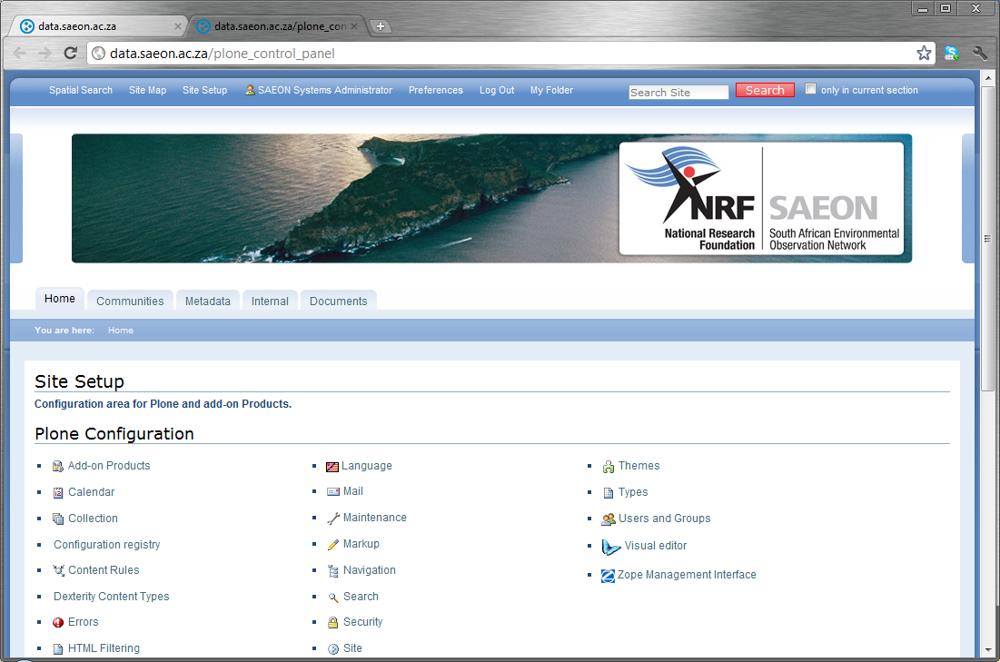 data.saeon.ac.za
data.saeon.ac.za/plone_con
data.saeon.ac.za/plone_control_panel
Spatial Search Site Map Site Setup SAEON Systems Administrator Preferences Log Out My Folder Search Site Search only in current section
NRF
National Research
Foundation
SAEON
South African Environmental
Observation Network
Home Communities Metadata Internal Documents
You are here: Home
Site Setup
Configuration area for Plone and add-on Products.
Plone Configuration
Add-on Products
Calendar
Collection
Configuration registry
Content Rules
Dexterity Content Types
Errors
HTML Filtering
Language
Mail
Maintenance
Markup
Navigation
Search
Security
Site
Themes
Types
Users and Groups
Visual editor
Zope Management Interface